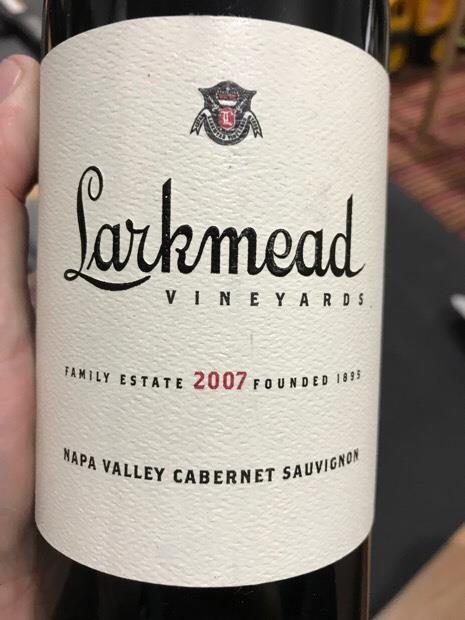 L
Larkmead
VINEYARDS
FAMILY ESTATE 2007 FOUNDED 1895
NAPA VALLEY CABERNET SAUVIGNON